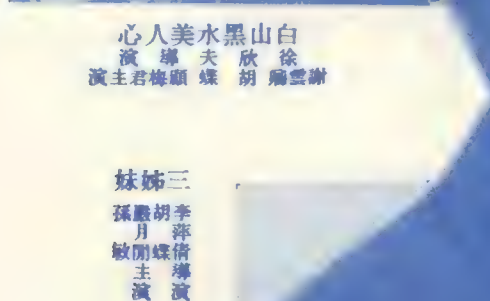 白山黑水美人心
徐欣夫導演
謝雲卿 胡蝶 顧梅君主演
三姊妹
李萍倩導演
胡蝶
嚴月閒主演
孫敏